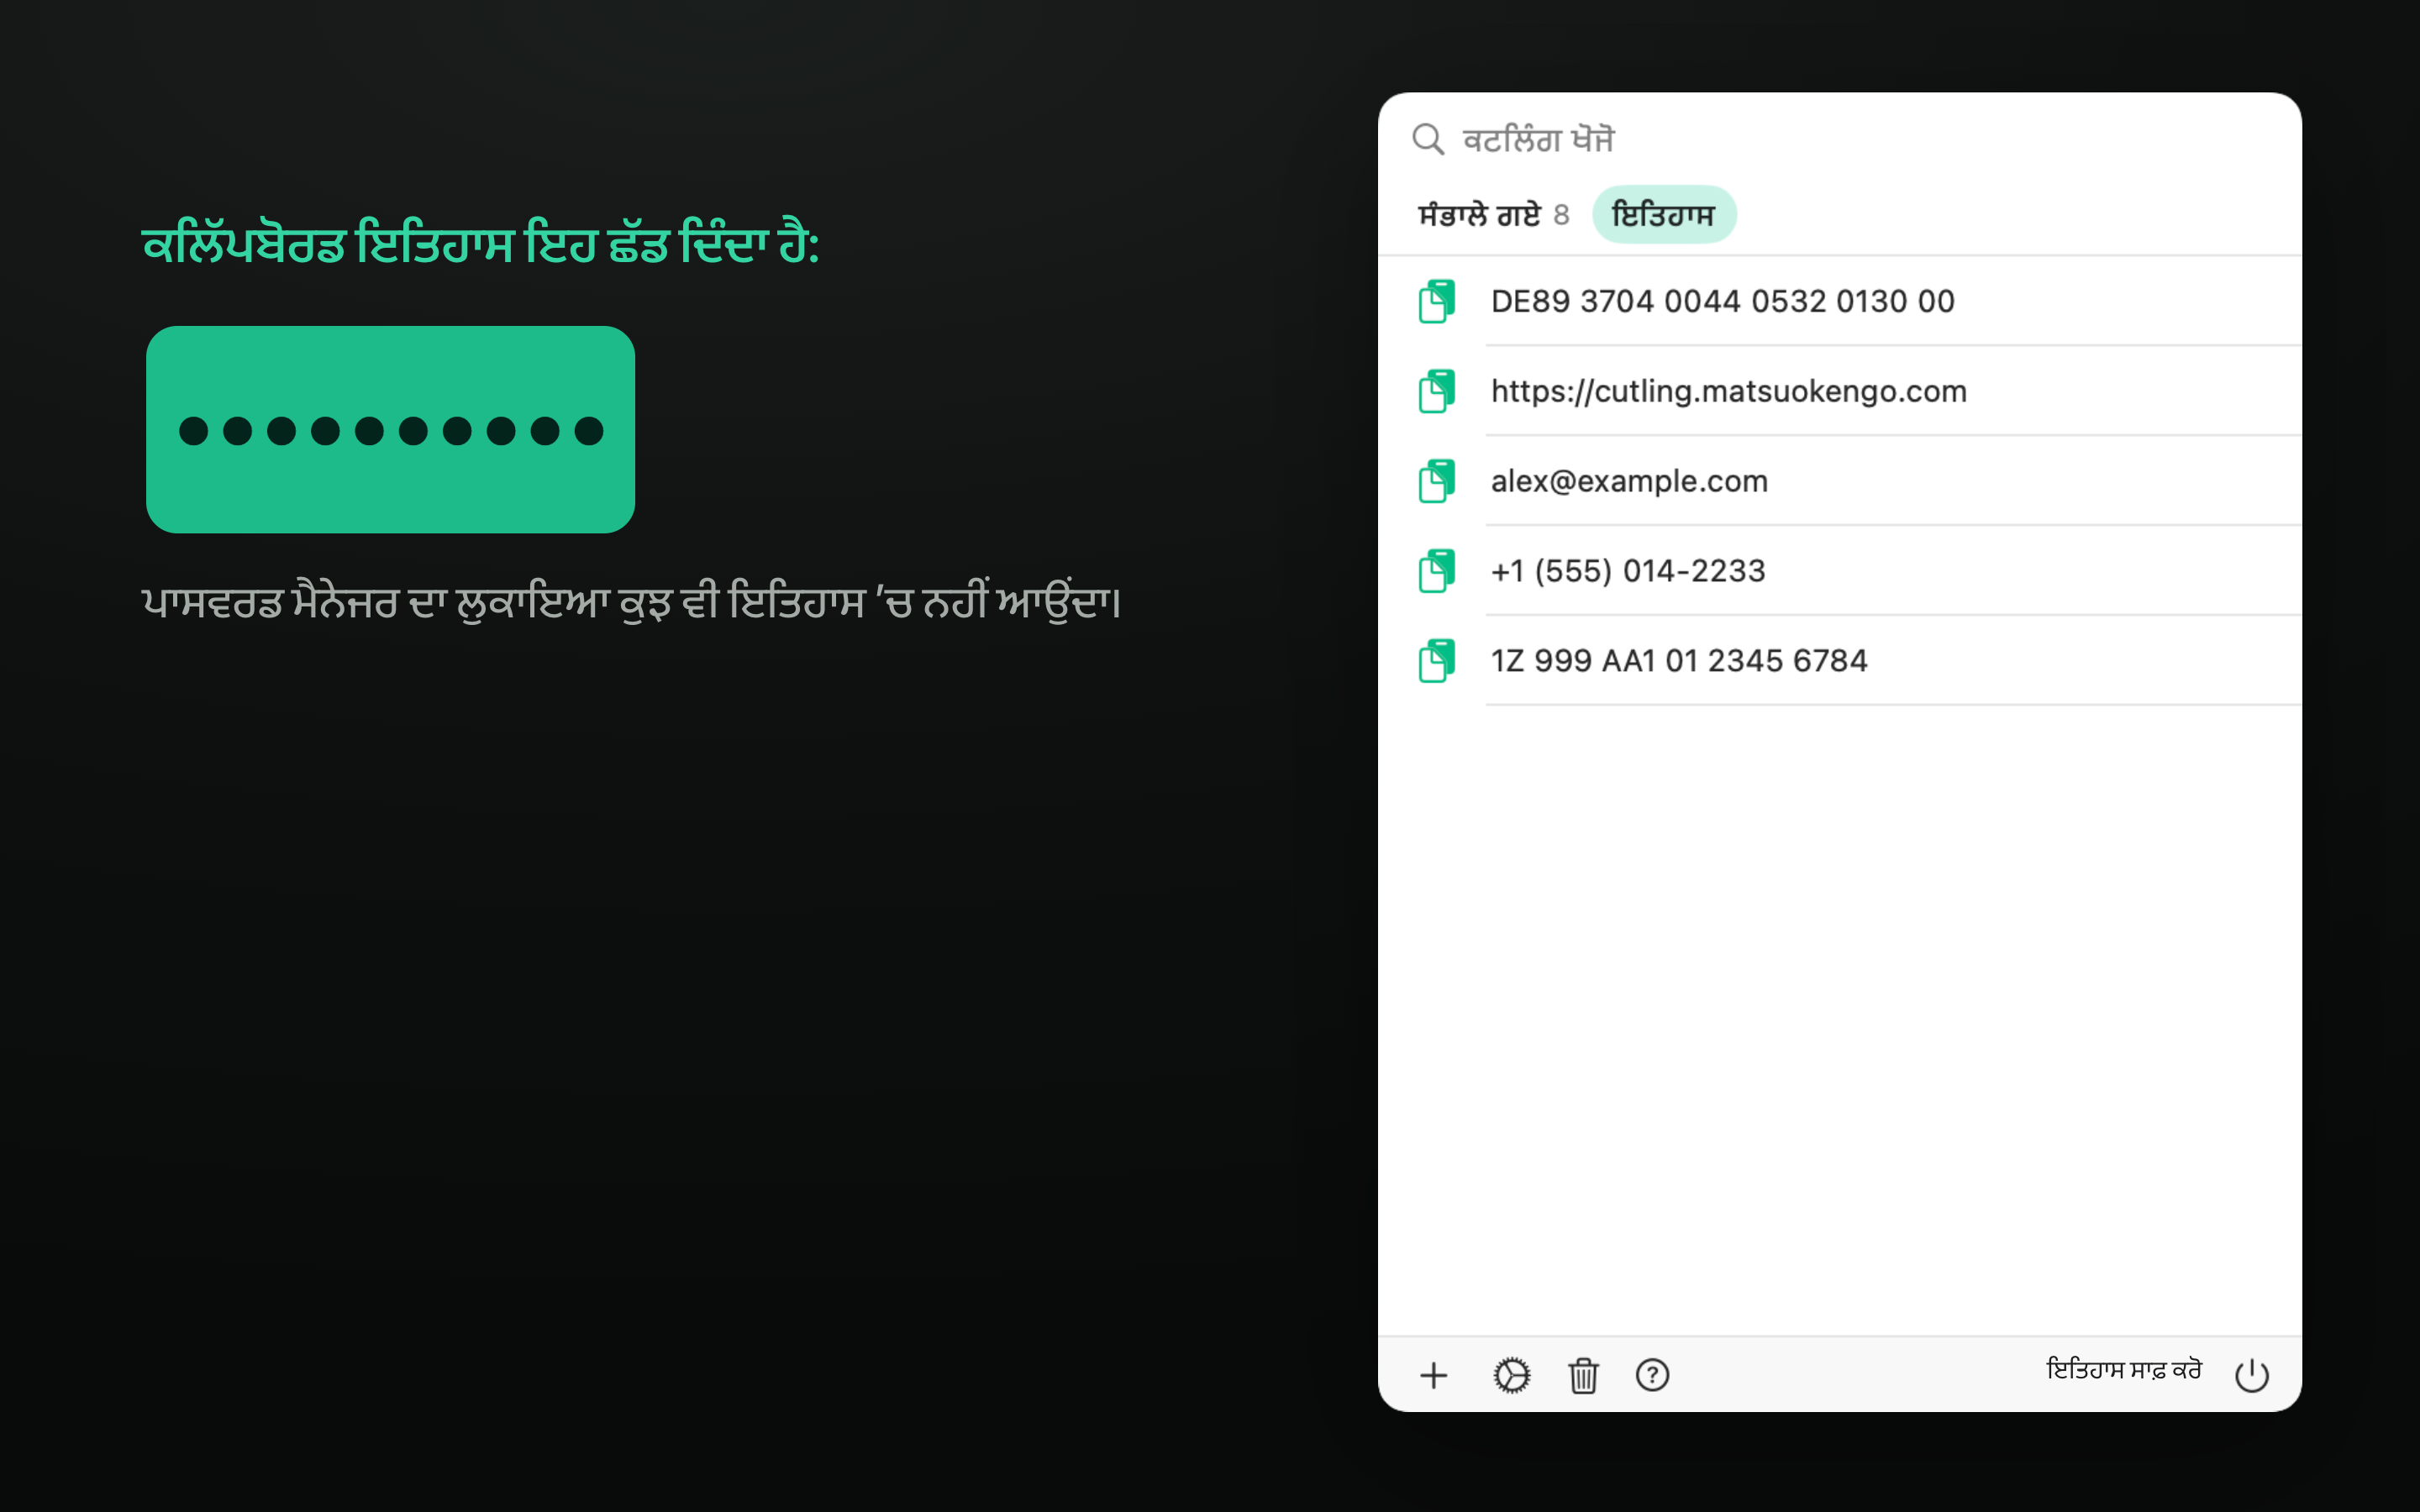 ਕਲਿੱਪਬੋਰਡ ਇਤਿਹਾਸ ਇਹ ਛੱਡ ਦਿੰਦਾ ਹੈ:
ਪਾਸਵਰਡ ਮੈਨੇਜਰ ਦਾ ਲੁਕਾਇਆ ਕੁਝ ਵੀ ਇਤਿਹਾਸ ’ਚ ਨਹੀਂ ਆਉਂਦਾ।
ਕਟਲਿੰਗ ਖੋਜੋ
ਸੰਭਾਲੇ ਗਏ 8 ਇਤਿਹਾਸ
DE89 3704 0044 0532 0130 00
https://cutling.matsuokengo.com
alex@example.com
+1 (555) 014-2233
1Z 999 AA1 01 2345 6784
ਇਤਿਹਾਸ ਸਾਫ਼ ਕਰੋ